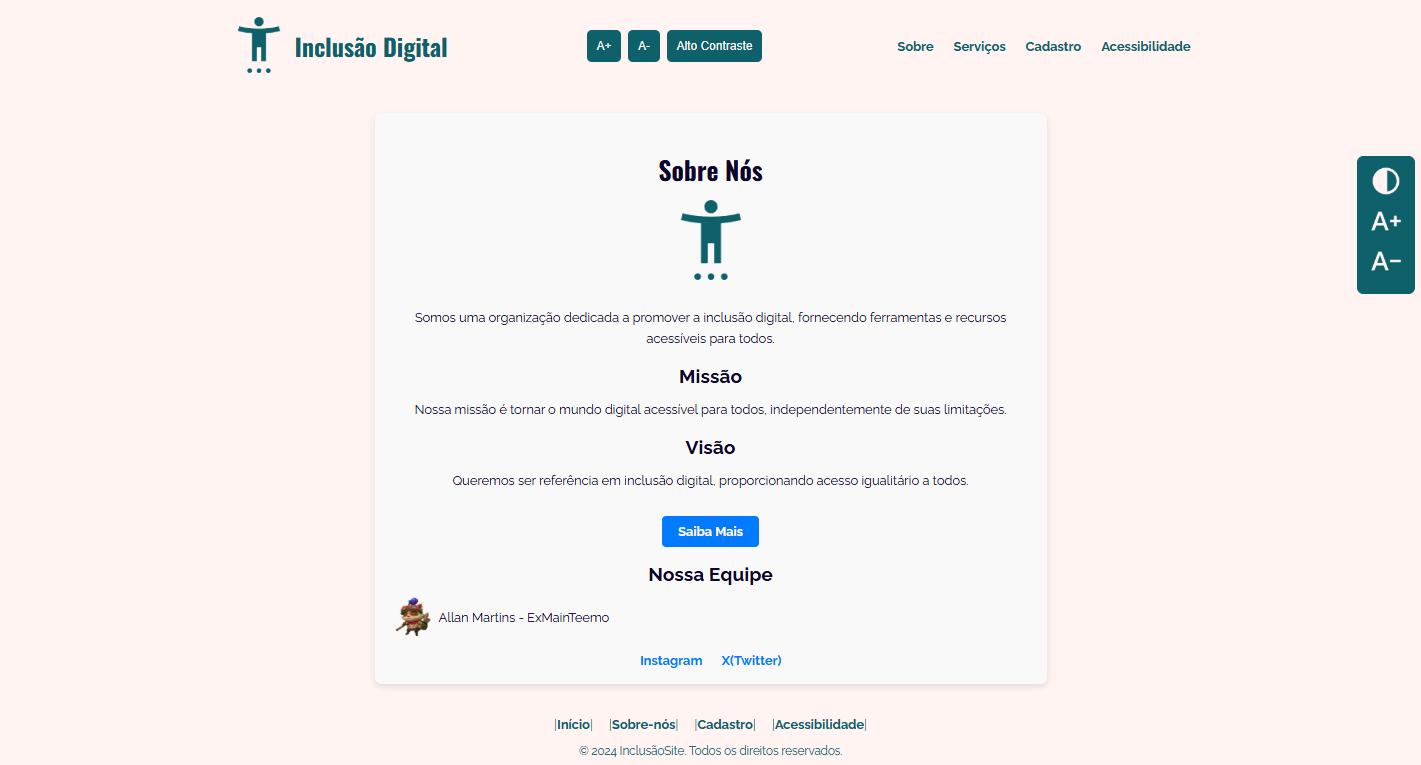 Inclusão Digital
A+ A- Alto Contraste
Sobre Serviços Cadastro Acessibilidade
Sobre Nós
A+
A-
Somos uma organização dedicada a promover a inclusão digital, fornecendo ferramentas e recursos
acessíveis para todos.
Missão
Nossa missão é tornar o mundo digital acessível para todos, independentemente de suas limitações.
Visão
Queremos ser referência em inclusão digital, proporcionando acesso igualitário a todos.
Saiba Mais
Nossa Equipe
Allan Martins - ExMainTeemo
Instagram X(Twitter)
|Início| |Sobre-nós| |Cadastro| |Acessibilidade|
© 2024 InclusãoSite. Todos os direitos reservados.